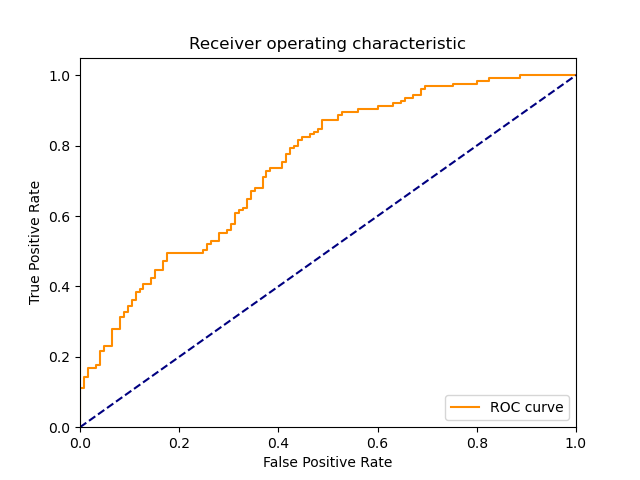 Receiver operating characteristic
1.0
0.8
0.6
0.4
0.2
0.0
True Positive Rate
ROC curve
0.0 0.2 0.4 0.6 0.8 1.0
False Positive Rate